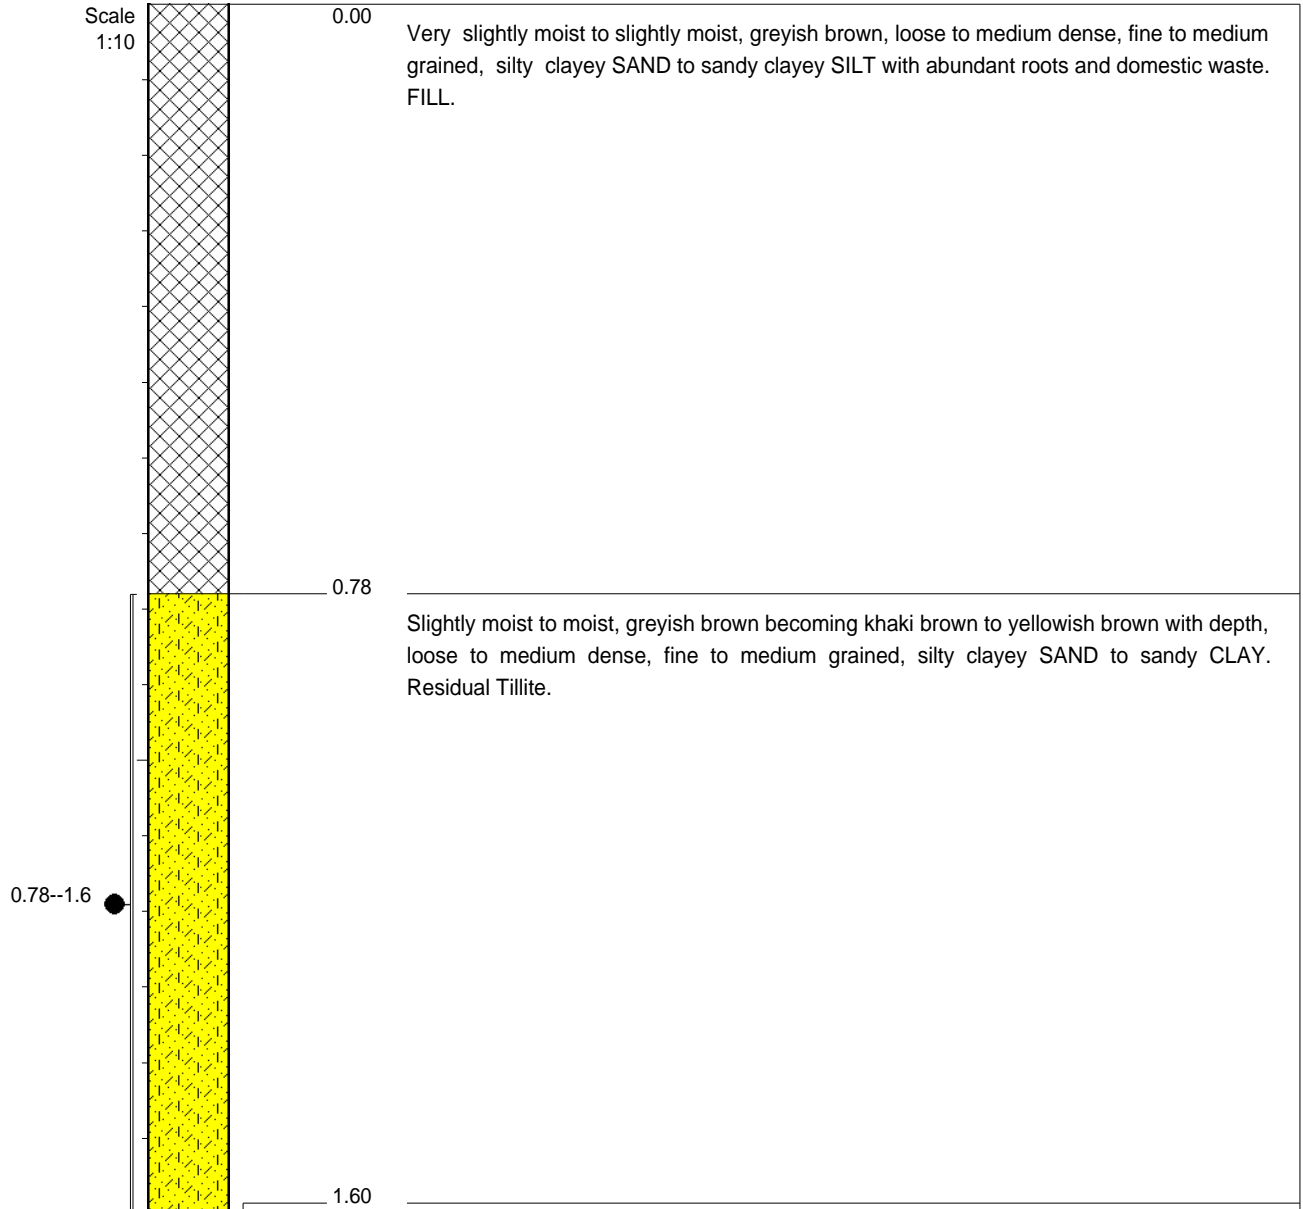 Scale
1:10
0.00
Very slightly moist to slightly moist, greyish brown, loose to medium dense, fine to medium
grained, silty clayey SAND to sandy clayey SILT with abundant roots and domestic waste.
FILL.
0.78
Slightly moist to moist, greyish brown becoming khaki brown to yellowish brown with depth,
loose to medium dense, fine to medium grained, silty clayey SAND to sandy CLAY.
Residual Tillite.
0.78--1.6
1.60